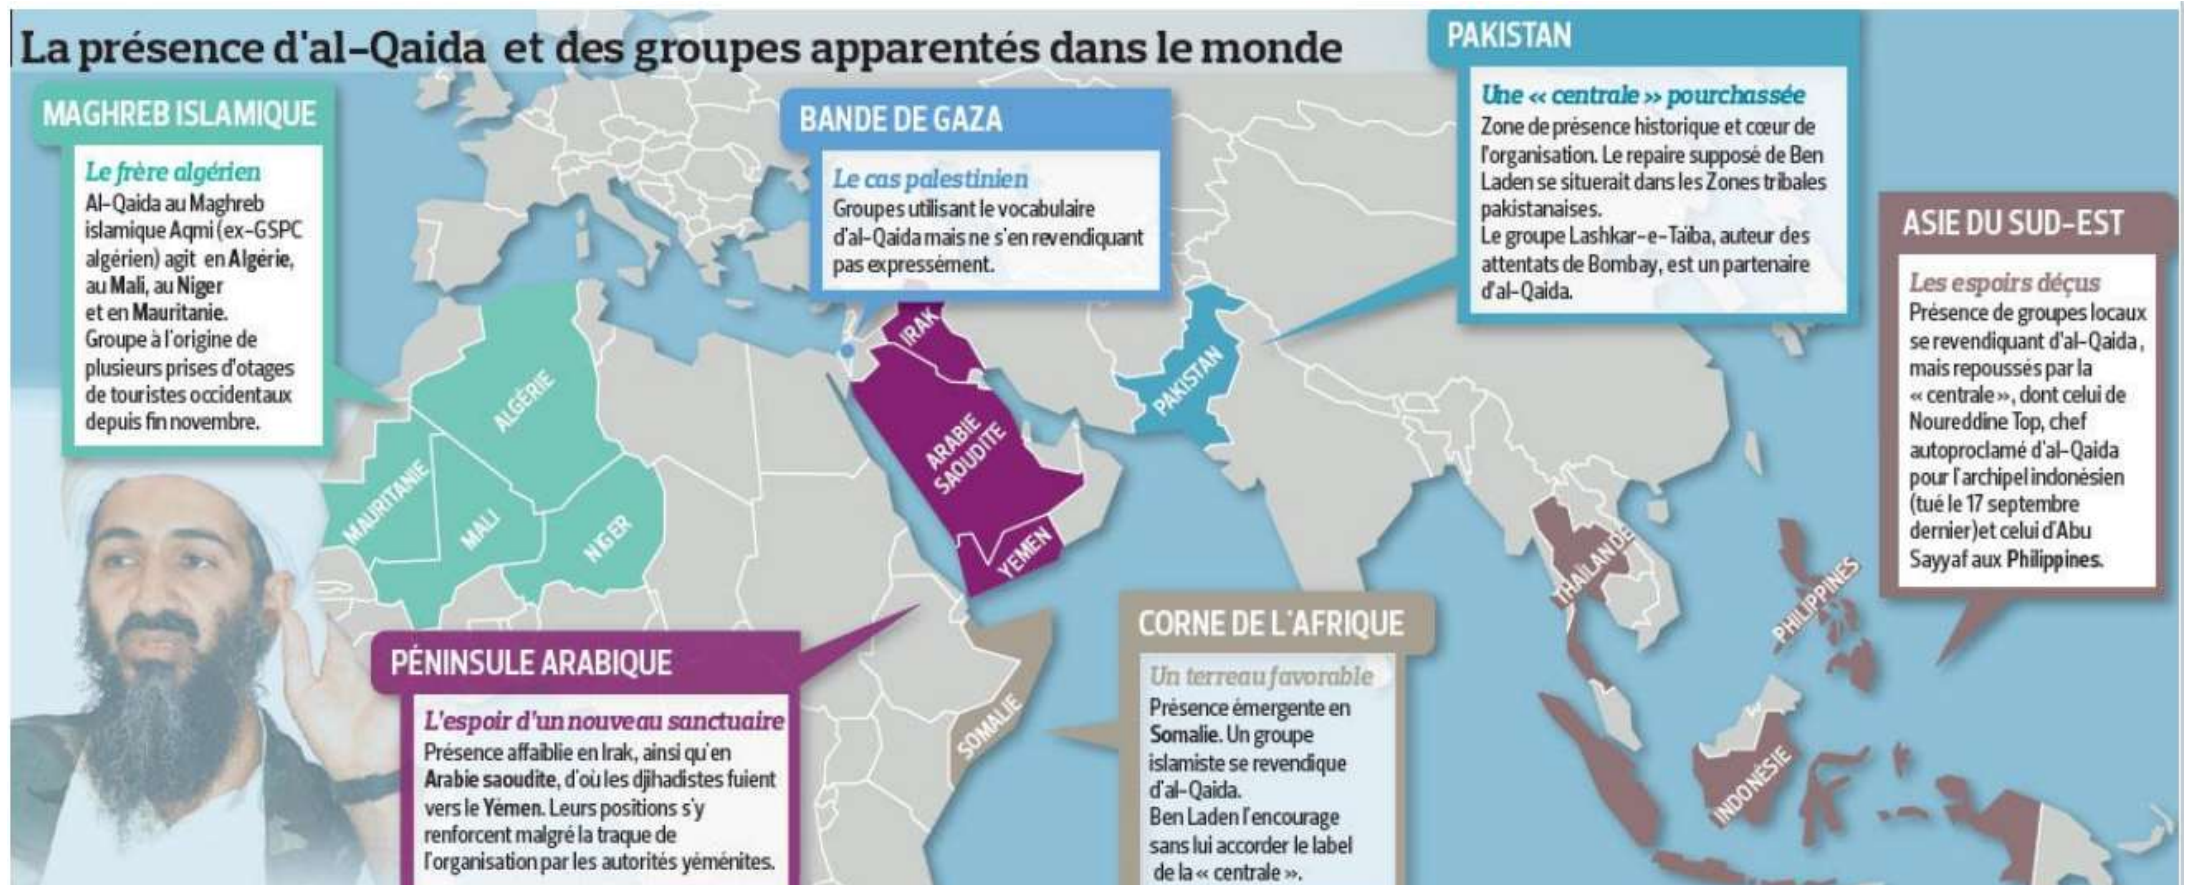 La présence d'al-Qaida et des groupes apparentés dans le monde
MAGHREB ISLAMIQUE
Le frère algérien
Al-Qaida au Maghreb
islamique Aqmi (ex-GSPC
algérien) agit en Algérie,
au Mali, au Niger
et en Mauritanie.
Groupe à l'origine de
plusieurs prises d'otages
de touristes occidentaux
depuis fin novembre.
BANDE DE GAZA
Le cas palestinien
Groupes utilisant le vocabulaire
d'al-Qaida mais ne s'en revendiquant
pas expressément.
PAKISTAN
Une « centrale » pourchassée
Zone de présence historique et cœur de
l'organisation. Le repaire supposé de Ben
Laden se situerait dans les Zones tribales
pakistanaises.
Le groupe Lashkar-e-Taïba, auteur des
attentats de Bombay, est un partenaire
d'al-Qaida.
ASIE DU SUD-EST
Les espoirs déçus
Présence de groupes locaux
se revendiquant d'al-Qaida ,
mais repoussés par la
« centrale », dont celui de
Noureddine Top, chef
autoproclamé d'al-Qaida
pour l'archipel indonésien
(tué le 17 septembre
dernier)et celui d'Abu
Sayyaf aux Philippines.
IRAK
PAKISTAN
ALGÉRIE
ARABIE
SAOUDITE
MAURITANIE
MALI
NIGER
YEMEN
THAÏLANDE
PHILIPPINES
SOMALIE
INDONÉSIE
PÉNINSULE ARABIQUE
L'espoir d'un nouveau sanctuaire
Présence affaiblie en Irak, ainsi qu'en
Arabie saoudite, d'où les djihadistes fuient
vers le Yémen. Leurs positions s'y
renforcent malgré la traque de
l'organisation par les autorités yéménites.
CORNE DE L'AFRIQUE
Un terreau favorable
Présence émergente en
Somalie. Un groupe
islamiste se revendique
d'al-Qaida.
Ben Laden l'encourage
sans lui accorder le label
de la « centrale ».